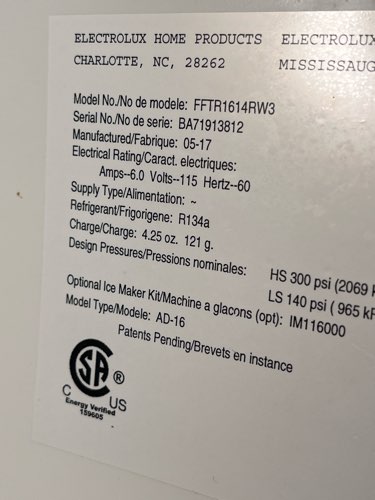 ELECTROLUX HOME PRODUCTS ELECTROLUX
CHARLOTTE, NC, 28262 MISSISSAUG
Model No./No de modele: FFTR1614RW3
Serial No./No de serie: BA71913812
Manufactured/Fabrique: 05-17
Electrical Rating/Caract. electriques:
Amps--6.0 Volts--115 Hertz--60
Supply Type/Alimentation: ~
Refrigerant/Frigorigene: R134a
Charge/Charge: 4.25 oz. 121 g.
Design Pressures/Pressions nominales: HS 300 psi (2069
LS 140 psi ( 965
Optional Ice Maker Kit/Machine a glacons (opt): IM116000
Model Type/Modele: AD-16
Patents Pending/Brevets en instance
SA ®
C US
Energy Verified
159605